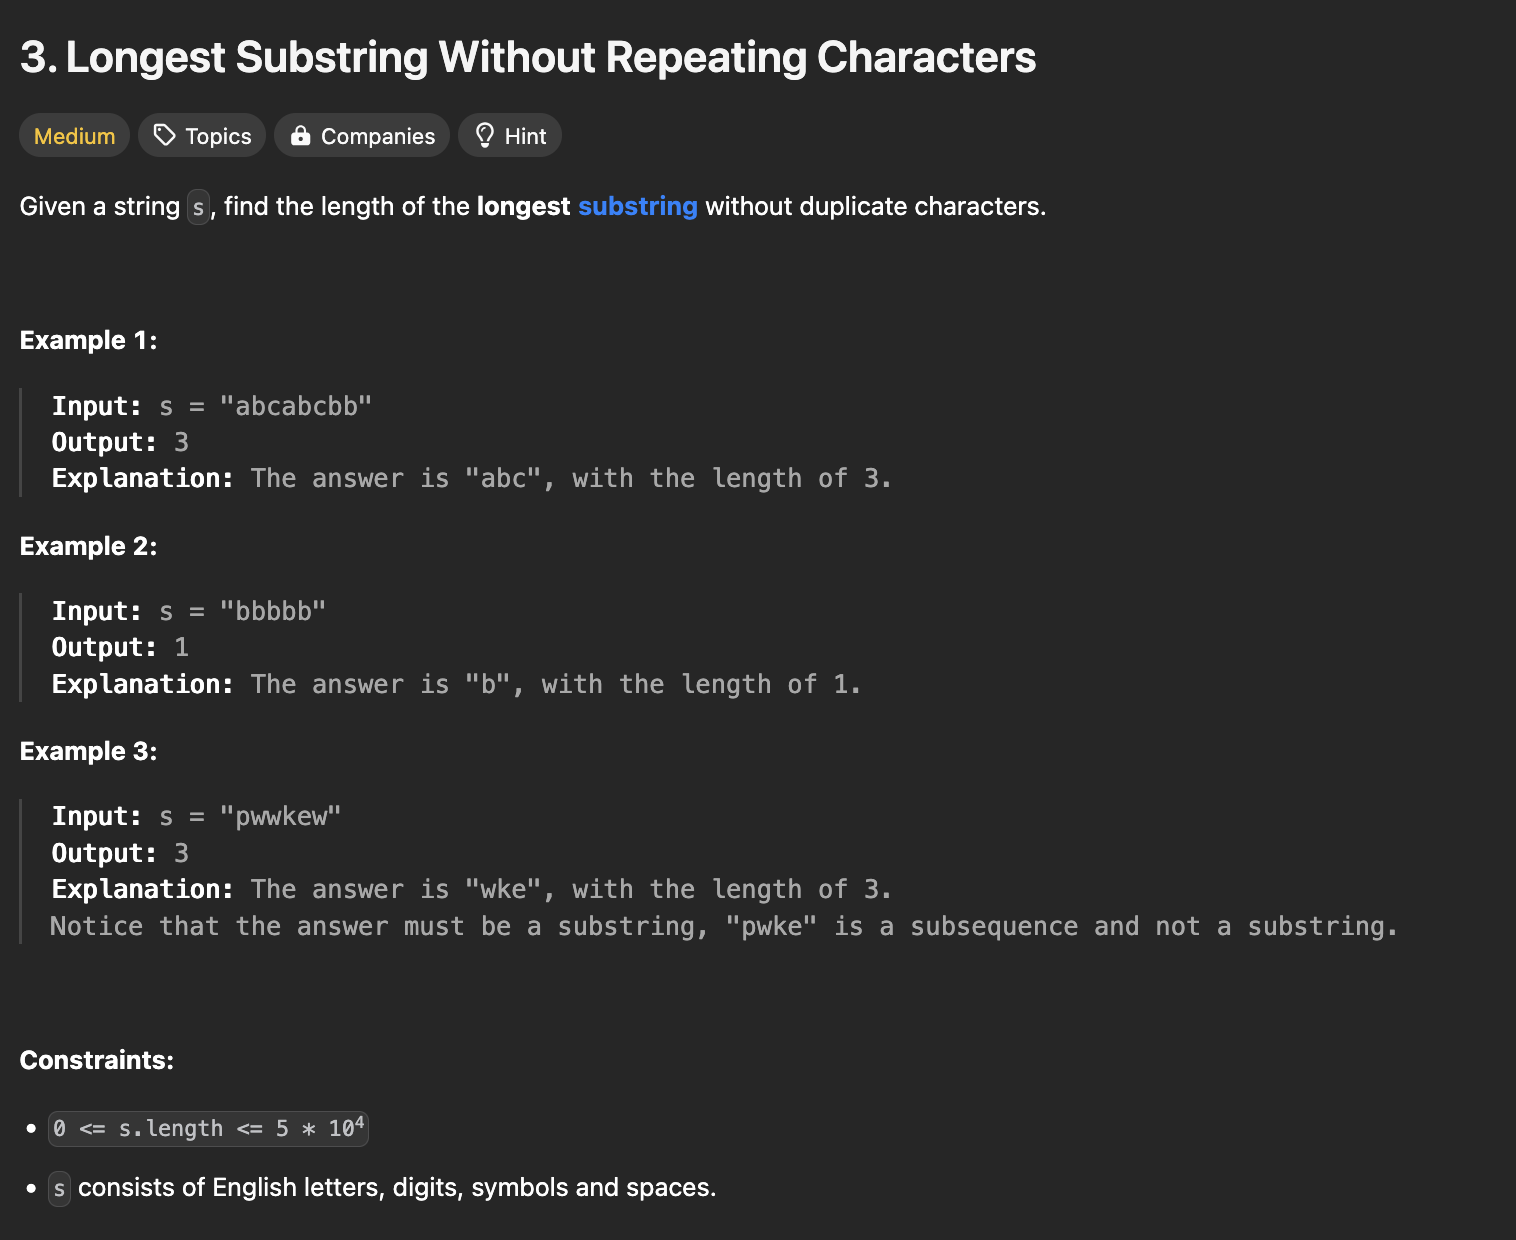 3. Longest Substring Without Repeating Characters
Medium Topics Companies Hint
Given a string s, find the length of the longest substring without duplicate characters.
Example 1:
Input: s = "abcabcbb"
Output: 3
Explanation: The answer is "abc", with the length of 3.
Example 2:
Input: s = "bbbbb"
Output: 1
Explanation: The answer is "b", with the length of 1.
Example 3:
Input: s = "pwwkew"
Output: 3
Explanation: The answer is "wke", with the length of 3.
Notice that the answer must be a substring, "pwke" is a subsequence and not a substring.
Constraints:
• 0 <= s.length <= 5 * 10⁴
• s consists of English letters, digits, symbols and spaces.